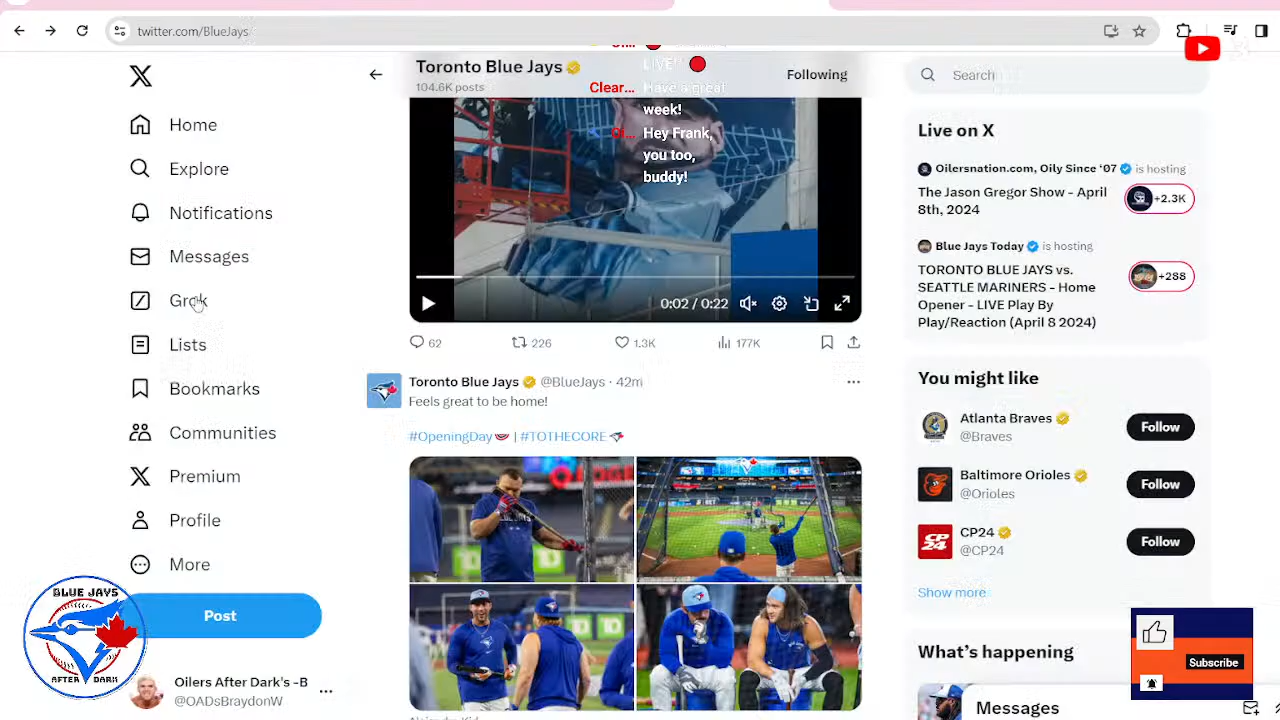 twitter.com/BlueJays
Toronto Blue Jays
104.6K posts
Following
LIVE
Clear... Have a great
week!
Oi... Hey Frank,
you too,
buddy!
Search
Home
Explore
Notifications
Messages
Grok
Lists
Bookmarks
Communities
Premium
Profile
More
Post
Oilers After Dark's -B
@OADsBraydonW
BLUE JAYS
AFTER DARK
0:02 / 0:22
62 226 1.3K 177K
Toronto Blue Jays @BlueJays · 42m
Feels great to be home!
#OpeningDay | #TOTHECORE
Live on X
Oilersnation.com, Oily Since '07 is hosting
The Jason Gregor Show - April
8th, 2024
+2.3K
Blue Jays Today is hosting
TORONTO BLUE JAYS vs.
SEATTLE MARINERS - Home
Opener - LIVE Play By
Play/Reaction (April 8 2024)
+288
You might like
Atlanta Braves
@Braves
Follow
Baltimore Orioles
@Orioles
Follow
CP24
CP24
@CP24
Follow
Show more
What's happening
Subscribe
Messages